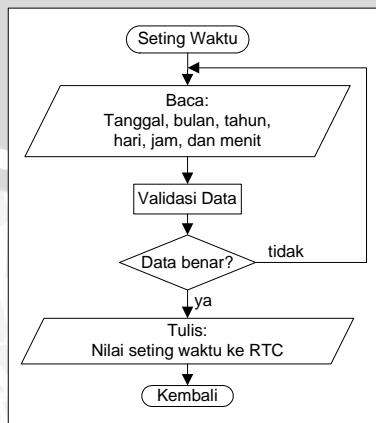 Seting Waktu
Baca:
Tanggal, bulan, tahun,
hari, jam, dan menit
Validasi Data
Data benar?
tidak
ya
Tulis:
Nilai seting waktu ke RTC
Kembali